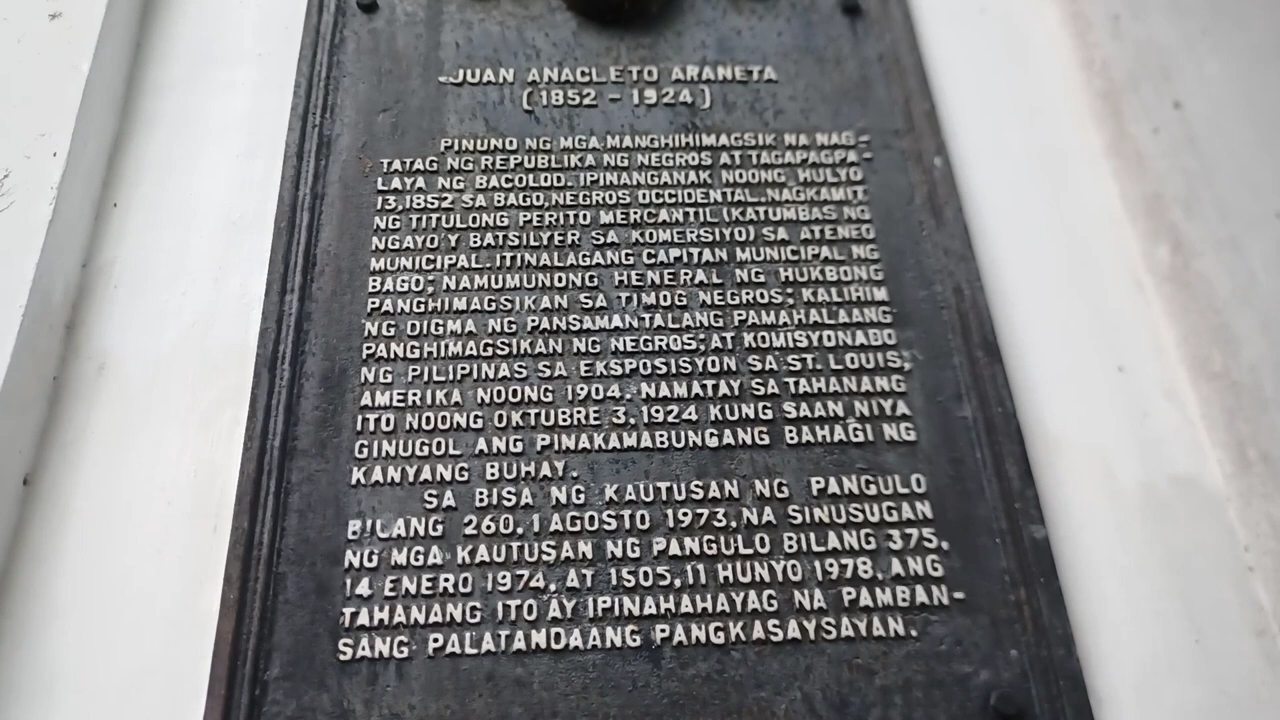 JUAN ANACLETO ARANETA
(1852 - 1924)
PINUNO NG MGA MANGHIHIMAGSIK NA NAG-
TATAG NG REPUBLIKA NG NEGROS AT TAGAPAGPA-
LAYA NG BACOLOD. IPINANGANAK NOONG HULYO
13,1852 SA BAGO, NEGROS OCCIDENTAL. NAGKAMIT
NG TITULONG PERITO MERCANTIL (KATUMBAS NG
NGAYO'Y BATSILYER SA KOMERSIYO) SA ATENEO
MUNICIPAL. ITINALAGANG CAPITAN MUNICIPAL NG
BAGO; NAMUMUNONG HENERAL NG HUKBONG
PANGHIMAGSIKAN SA TIMOG NEGROS; KALIHIM
NG DIGMA NG PANSAMANTALANG PAMAHALAANG
PANGHIMAGSIKAN NG NEGROS; AT KOMISYONADO
NG PILIPINAS SA EKSPOSISYON SA ST. LOUIS,
AMERIKA NOONG 1904. NAMATAY SA TAHANANG
ITO NOONG OKTUBRE 3, 1924 KUNG SAAN NIYA
GINUGOL ANG PINAKAMABUNGANG BAHAGI NG
KANYANG BUHAY.
SA BISA NG KAUTUSAN NG PANGULO
BILANG 260, 1 AGOSTO 1973, NA SINUSUGAN
NG MGA KAUTUSAN NG PANGULO BILANG 375,
14 ENERO 1974, AT 1505, 11 HUNYO 1978, ANG
TAHANANG ITO AY IPINAHAHAYAG NA PAMBAN-
SANG PALATANDAANG PANGKASAYSAYAN.